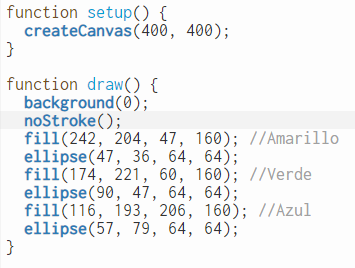 function setup() {
  createCanvas(400, 400);
}

function draw() {
  background(0);
  noStroke();
  fill(242, 204, 47, 160); //Amarillo
  ellipse(47, 36, 64, 64);
  fill(174, 221, 60, 160); //Verde
  ellipse(90, 47, 64, 64);
  fill(116, 193, 206, 160); //Azul
  ellipse(57, 79, 64, 64);
}